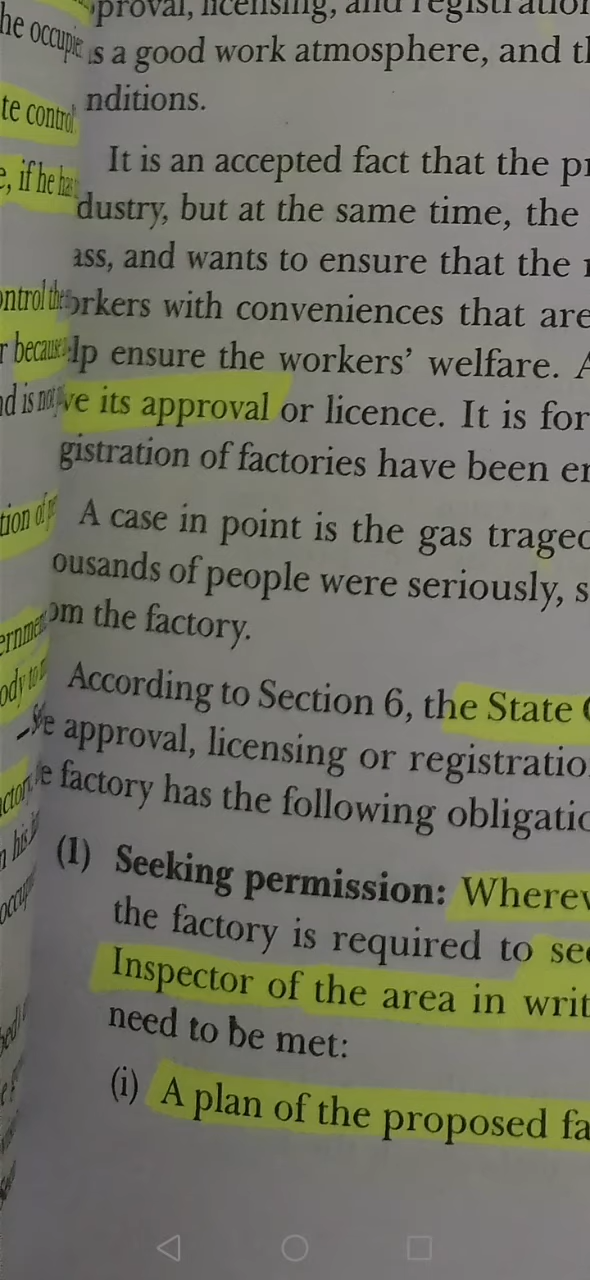 approval, licensing, and registration
is a good work atmosphere, and
nditions.
It is an accepted fact that the
dustry, but at the same time, the
ass, and wants to ensure that the
orkers with conveniences that are
lp ensure the workers' welfare. A
ve its approval or licence. It is for
gistration of factories have been
A case in point is the gas traged
ousands of people were seriously, s
om the factory.
According to Section 6, the State
e approval, licensing or registratio
e factory has the following obligatio
(1) Seeking permission: Wherev
the factory is required to see
Inspector of the area in writ
need to be met:
(i) A plan of the proposed fa
he occupie
te control
e, if he ha
ontrol the
r because
nd is not
tion of
ernme
ody to